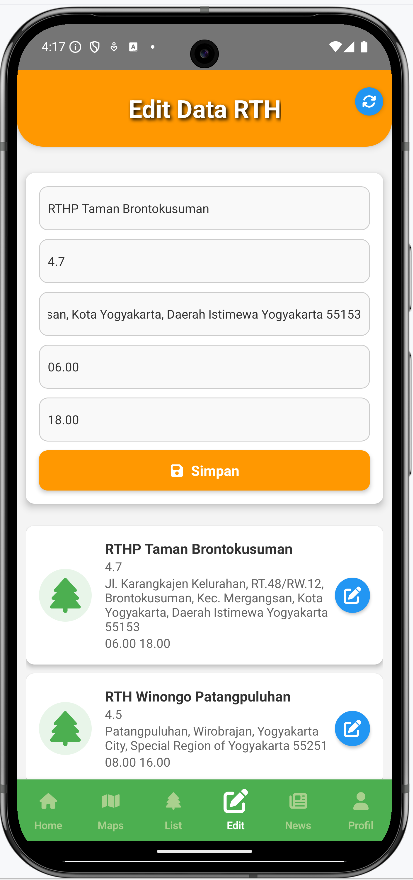 4:17
Edit Data RTH
RTHP Taman Brontokusuman
4.7
san, Kota Yogyakarta, Daerah Istimewa Yogyakarta 55153
06.00
18.00
Simpan
RTHP Taman Brontokusuman
4.7
Jl. Karangkajen Kelurahan, RT.48/RW.12,
Brontokusuman, Kec. Mergangsan, Kota
Yogyakarta, Daerah Istimewa Yogyakarta
55153
06.00 18.00
RTH Winongo Patangpuluhan
4.5
Patangpuluhan, Wirobrajan, Yogyakarta
City, Special Region of Yogyakarta 55251
08.00 16.00
Home Maps List Edit News Profil